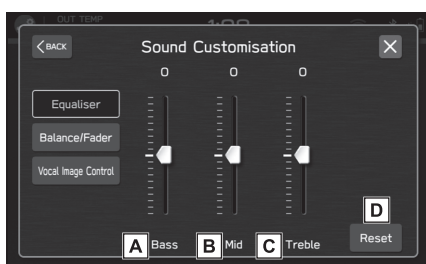 OUT TEMP
BACK
Sound Customisation
0 0 0
Equaliser
Balance/Fader
Vocal Image Control
A Bass B Mid C Treble
D
Reset